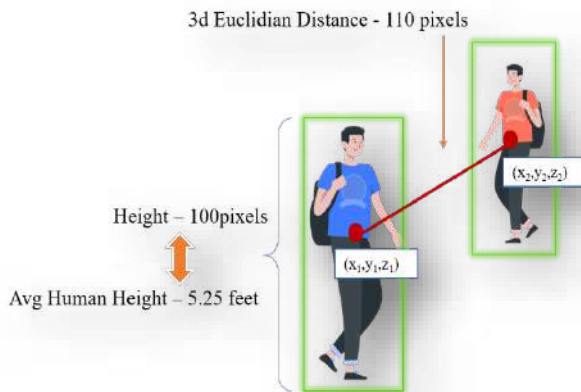 3d Euclidian Distance - 110 pixels
(x₂,y₂,z₂)
Height – 100pixels
(x₁,y₁,z₁)
Avg Human Height – 5.25 feet